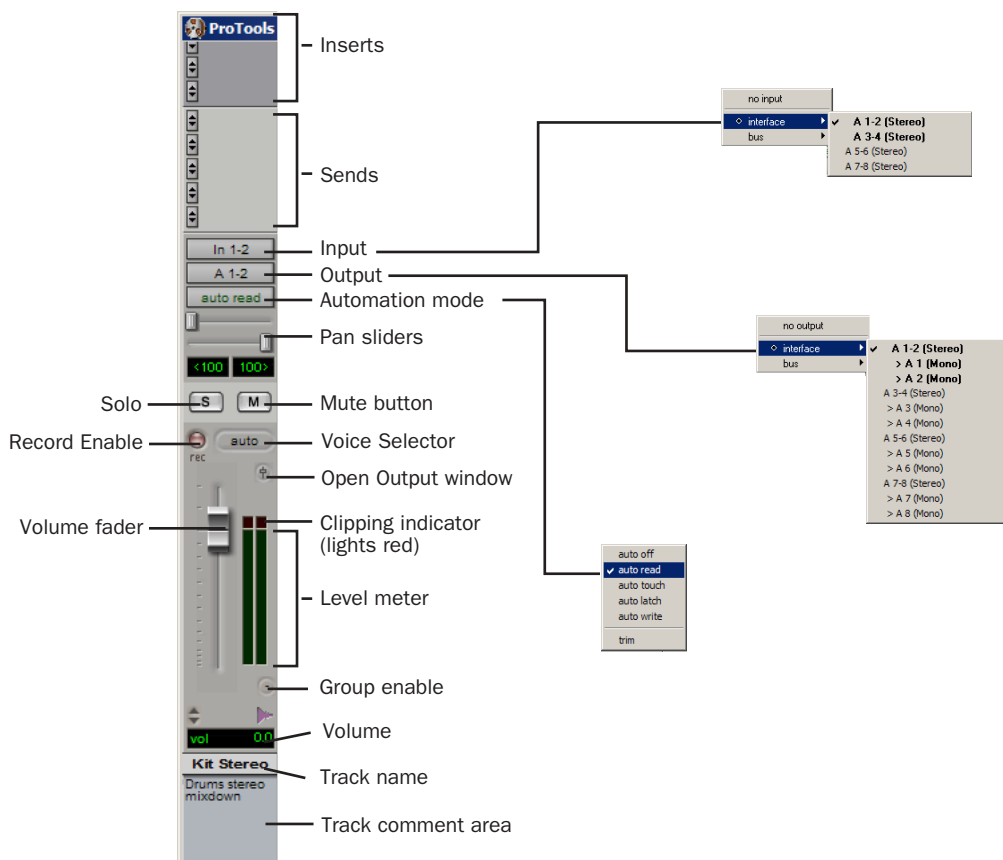 ProTools
Inserts
Sends
In 1-2
Input
A 1-2
Output
auto read
Automation mode
Pan sliders
<100 100>
Solo
S
M
Mute button
Record Enable
rec
auto
Voice Selector
Open Output window
Volume fader
Clipping indicator
(lights red)
Level meter
Group enable
vol 0.0
Volume
Kit Stereo
Track name
Drums stereo
mixdown
Track comment area
no input
interface
bus
A 1-2 (Stereo)
A 3-4 (Stereo)
A 5-6 (Stereo)
A 7-8 (Stereo)
no output
interface
bus
A 1-2 (Stereo)
> A 1 (Mono)
> A 2 (Mono)
A 3-4 (Stereo)
> A 3 (Mono)
> A 4 (Mono)
A 5-6 (Stereo)
> A 5 (Mono)
> A 6 (Mono)
A 7-8 (Stereo)
> A 7 (Mono)
> A 8 (Mono)
auto off
auto read
auto touch
auto latch
auto write
trim